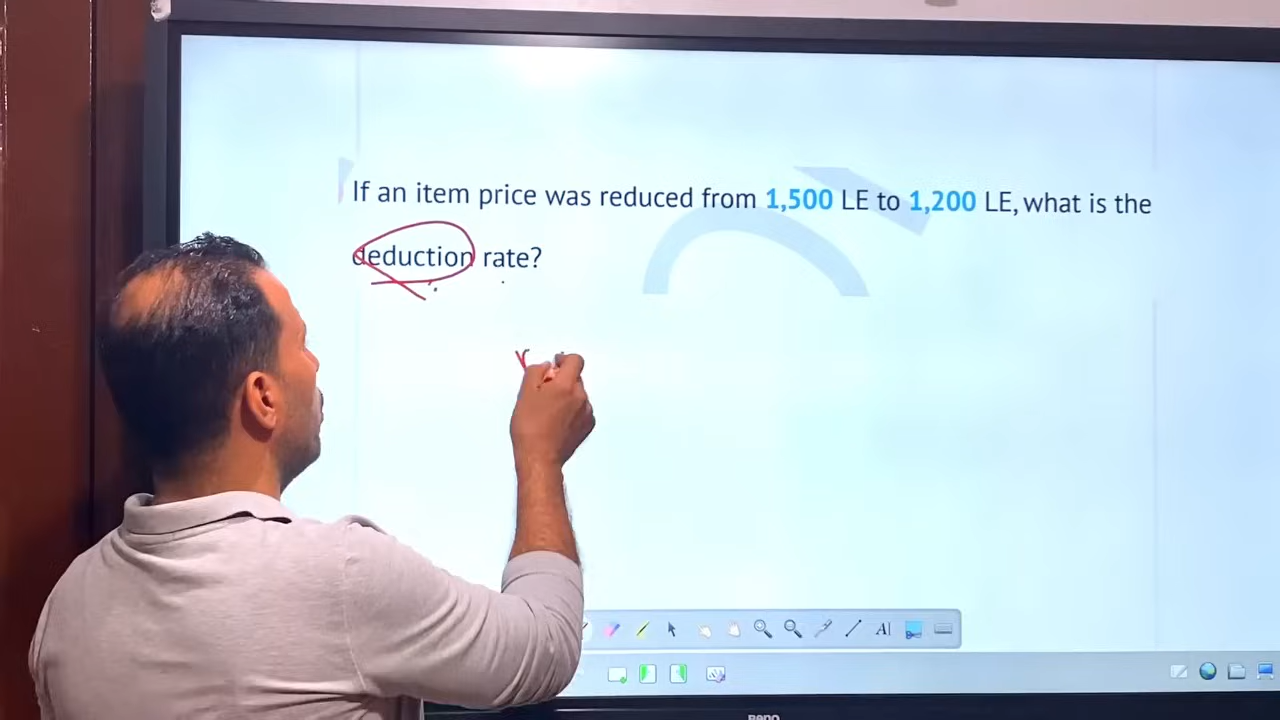 If an item price was reduced from 1,500 LE to 1,200 LE, what is the
deduction rate?
A
BenQ